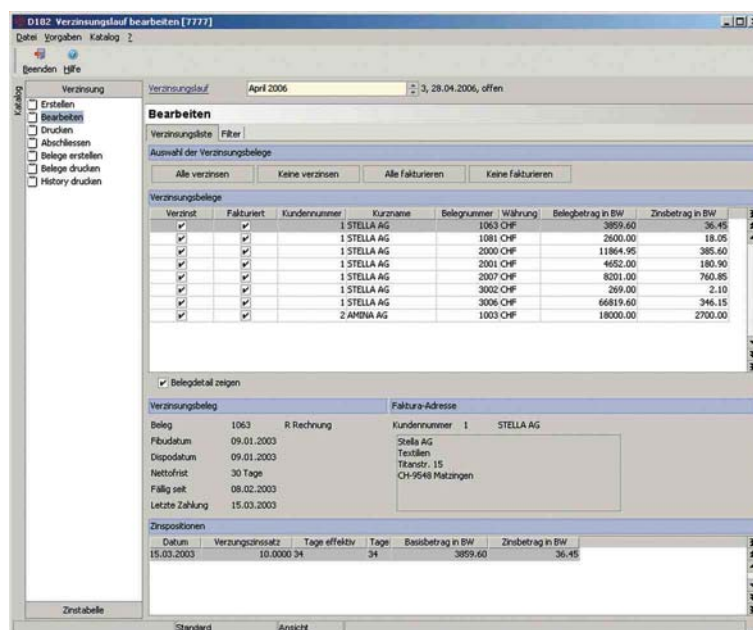 D182 Verzinsungslauf bearbeiten [7777]
Datei Vorgaben Katalog ?
Beenden Hilfe
Katalog
Verzinsung
Erstellen
Bearbeiten
Drucken
Abschliessen
Belege erstellen
Belege drucken
History drucken
Zinstabelle
Verzinsungslauf April 2006 3, 28.04.2006, offen
Bearbeiten
Verzinsungsliste Filter
Auswahl der Verzinsungsbelege
Alle verzinsen Keine verzinsen Alle fakturieren Keine fakturieren
Verzinsungsbelege
Verzinst Fakturiert Kundennummer Kurzname Belegnummer Währung Belegbetrag in BW Zinsbetrag in BW
1 STELLA AG 1063 CHF 3859.60 36.45
1 STELLA AG 1081 CHF 2600.00 18.05
1 STELLA AG 2000 CHF 11864.95 385.60
1 STELLA AG 2001 CHF 4652.00 180.90
1 STELLA AG 2007 CHF 8201.00 760.85
1 STELLA AG 3002 CHF 269.00 2.10
1 STELLA AG 3006 CHF 66819.60 346.15
2 AMINA AG 1003 CHF 18000.00 2700.00
Belegdetail zeigen
Verzinsungsbeleg Faktura-Adresse
Beleg 1063 R Rechnung Kundennummer 1 STELLA AG
Fibudatum 09.01.2003
Dispodatum 09.01.2003
Nettofrist 30 Tage
Fällig seit 08.02.2003
Letzte Zahlung 15.03.2003
Stella AG
Textilien
Titanstr. 15
CH-9548 Matzingen
Zinspositionen
Datum Verzungszinssatz Tage effektiv Tage Basisbetrag in BW Zinsbetrag in BW
15.03.2003 10.0000 34 34 3859.60 36.45
Standard Ansicht